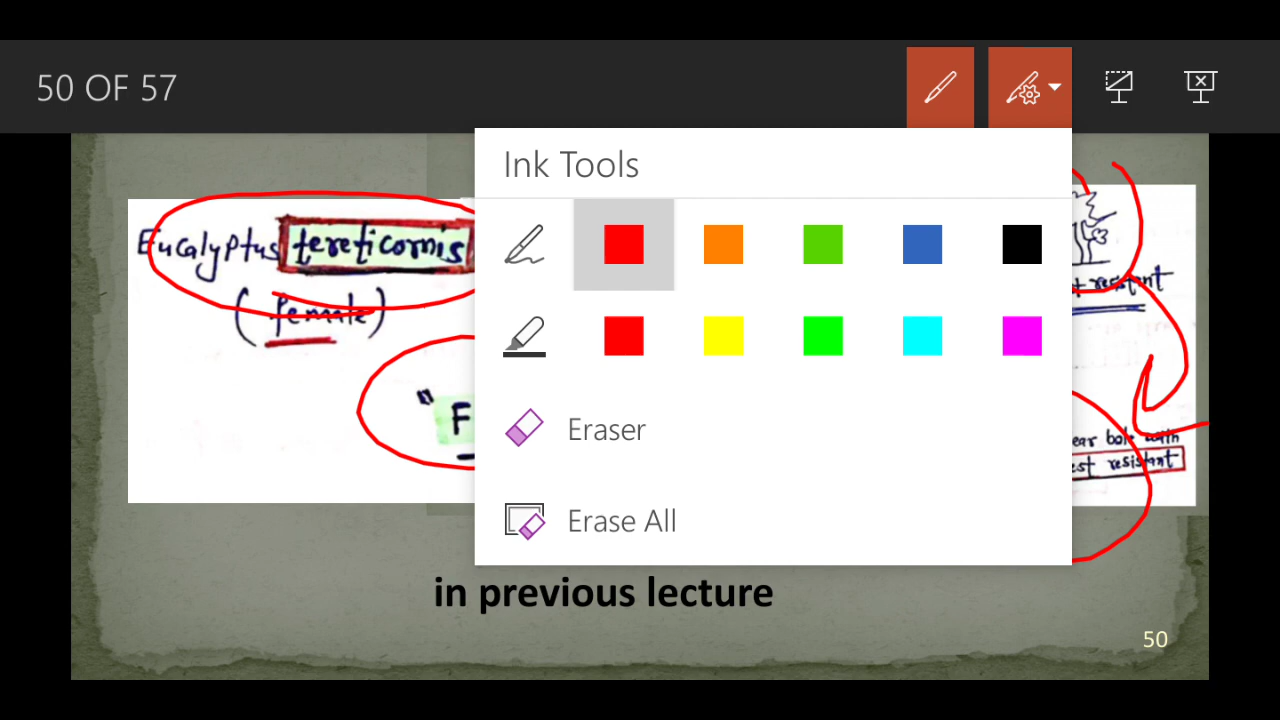 50 OF 57
Ink Tools
Eucalyptus tereticornis
(female)
resistant
"F
Eraser
ear bole with
est resistant
Erase All
in previous lecture
50